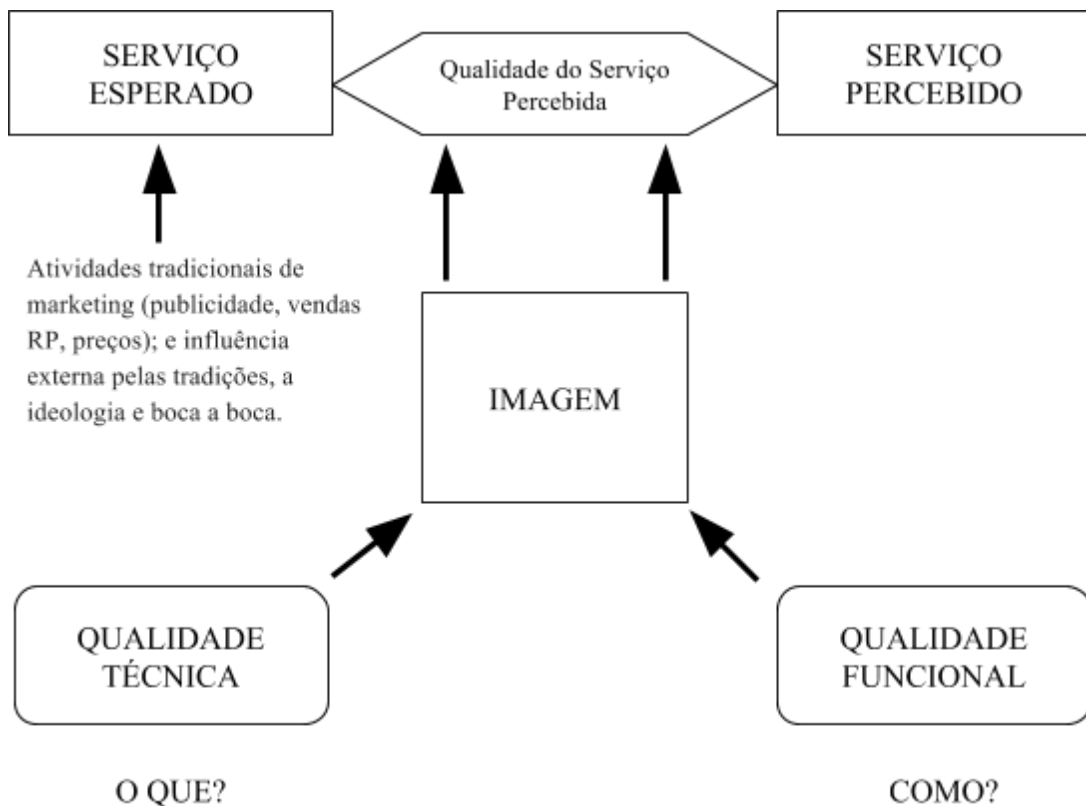 SERVIÇO
ESPERADO
Qualidade do Serviço
Percebida
SERVIÇO
PERCEBIDO
Atividades tradicionais de
marketing (publicidade, vendas
RP, preços); e influência
externa pelas tradições, a
ideologia e boca a boca.
IMAGEM
QUALIDADE
TÉCNICA
QUALIDADE
FUNCIONAL
O QUE?
COMO?